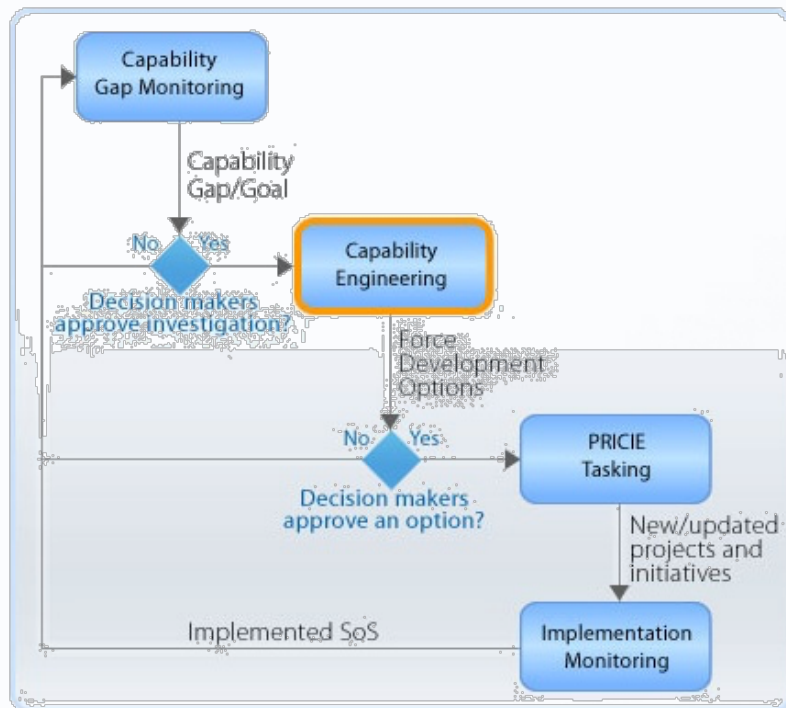 Capability
Gap Monitoring
Capability
Gap/Goal
No Yes
Decision makers
approve investigation?
Capability
Engineering
Force
Development
Options
No Yes
Decision makers
approve an option?
PRICIE
Tasking
New/updated
projects and
initiatives
Implemented SoS
Implementation
Monitoring